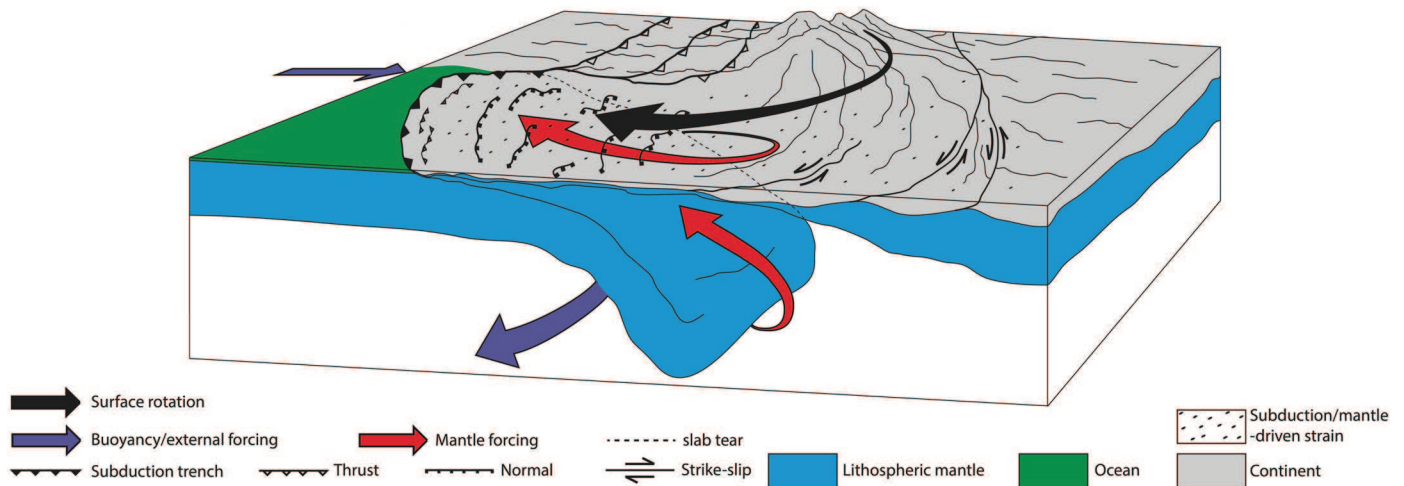 Surface rotation
Subduction/mantle
-driven strain
Buoyancy/external forcing
Mantle forcing
slab tear
Subduction trench
Thrust
Normal
Strike-slip
Lithospheric mantle
Ocean
Continent